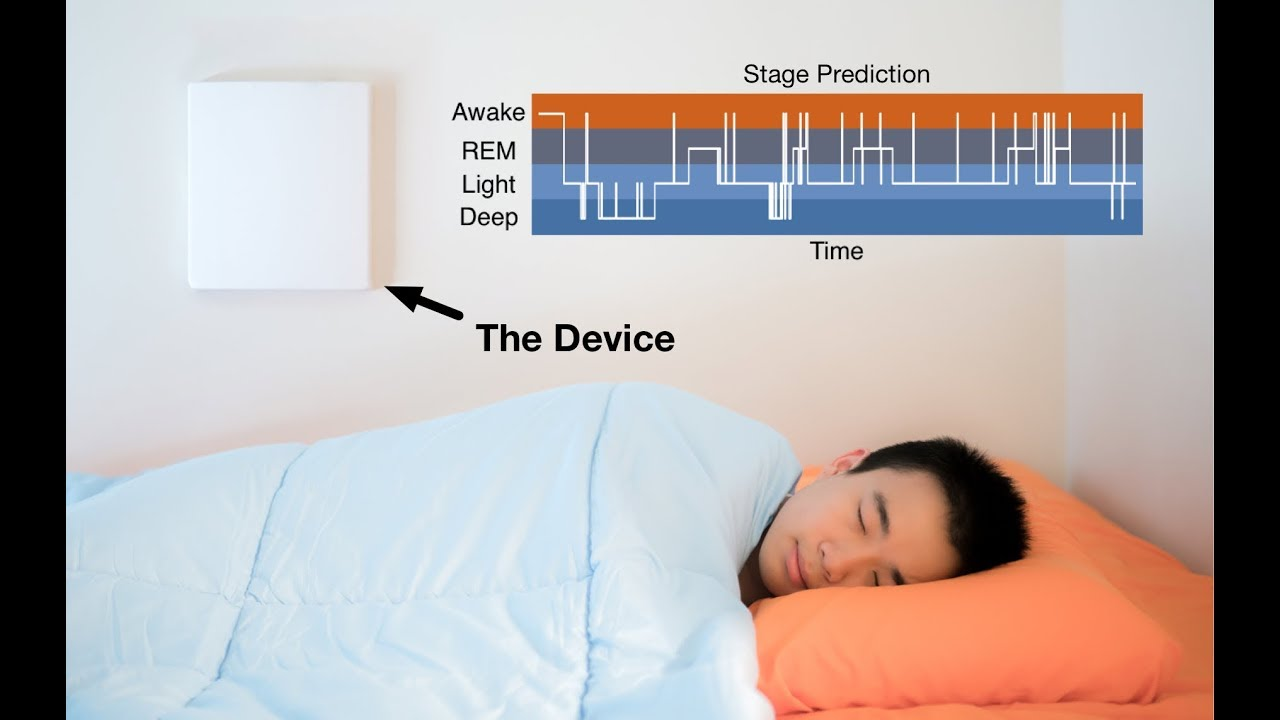 Stage Prediction
Awake
REM
Light
Deep
Time
The Device